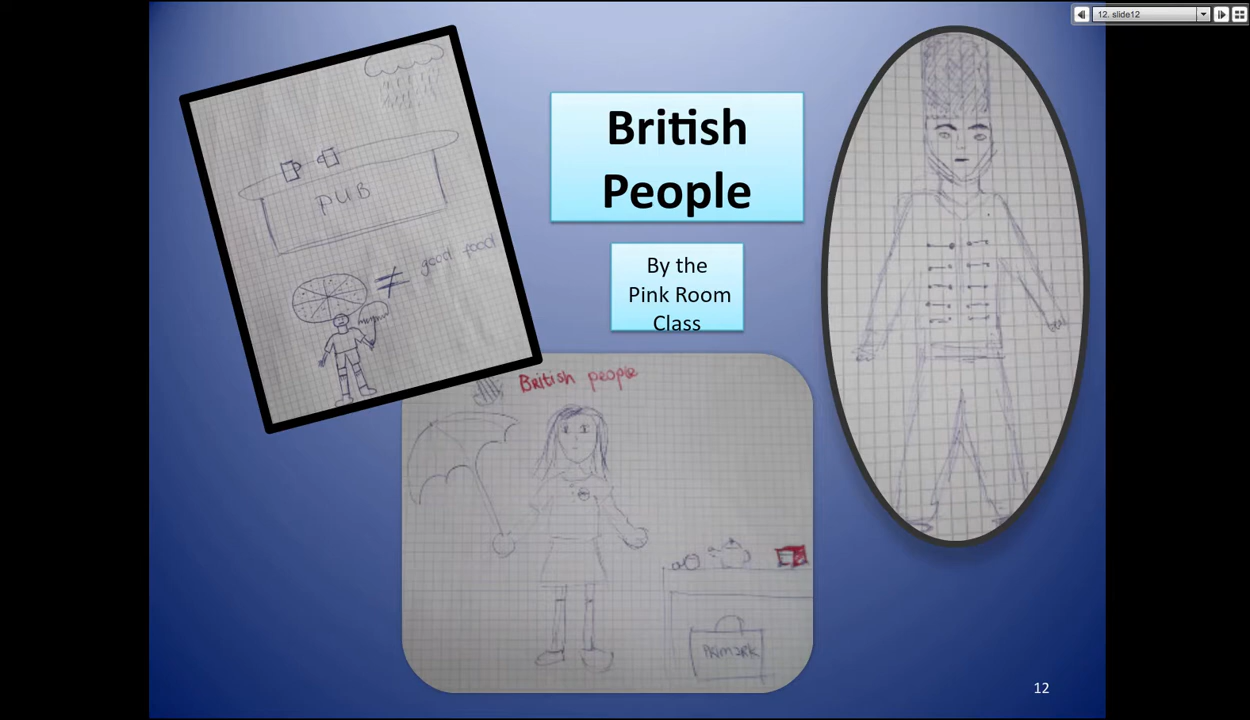 12. slide12
British
People
By the
Pink Room
Class
PUB
≠ good food
British people
PRIMARK
12